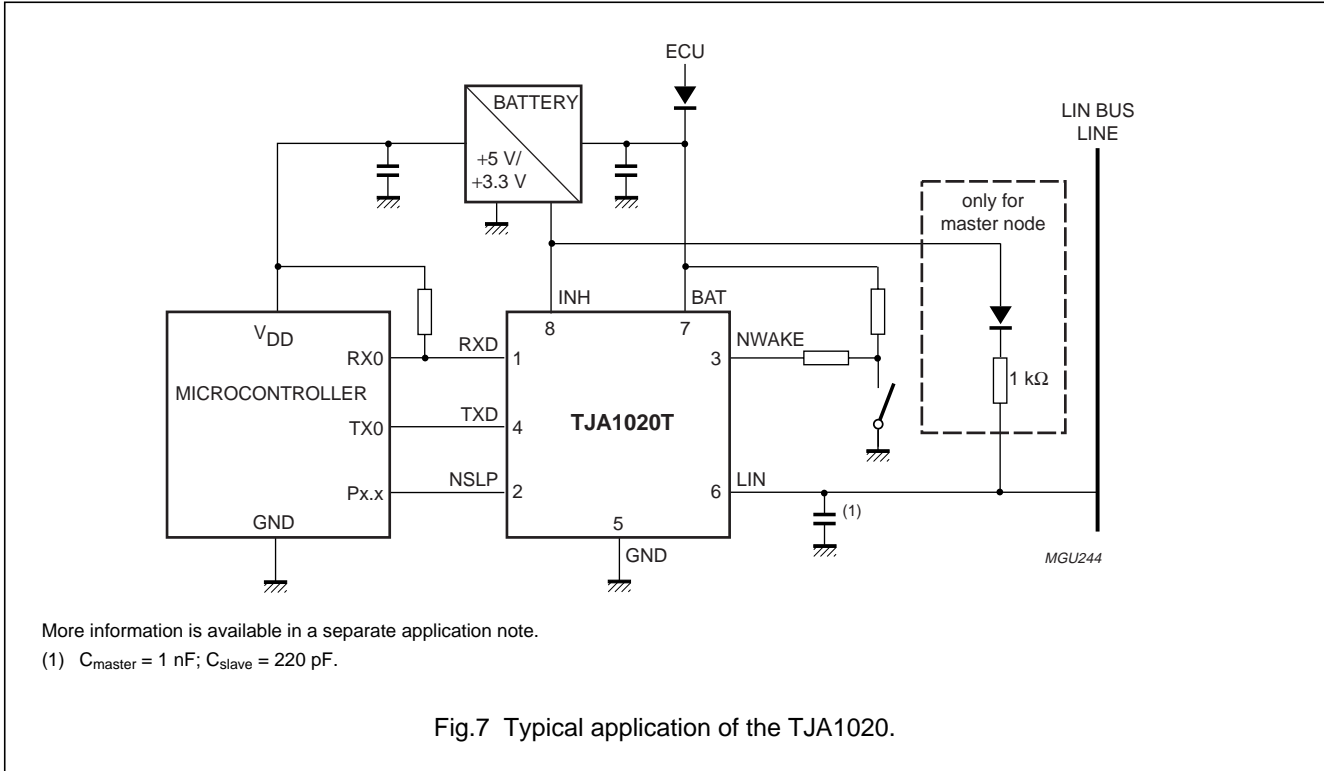 ECU
BATTERY
+5 V/
+3.3 V
LIN BUS
LINE
only for
master node
INH
BAT
8
7
VDD
NWAKE
RX0
RXD
1
3
1 kΩ
MICROCONTROLLER
TX0
TXD
4
TJA1020T
Px.x
NSLP
2
6
LIN
(1)
GND
5
GND
MGU244
More information is available in a separate application note.
(1) Cmaster = 1 nF; Cslave = 220 pF.
Fig.7 Typical application of the TJA1020.